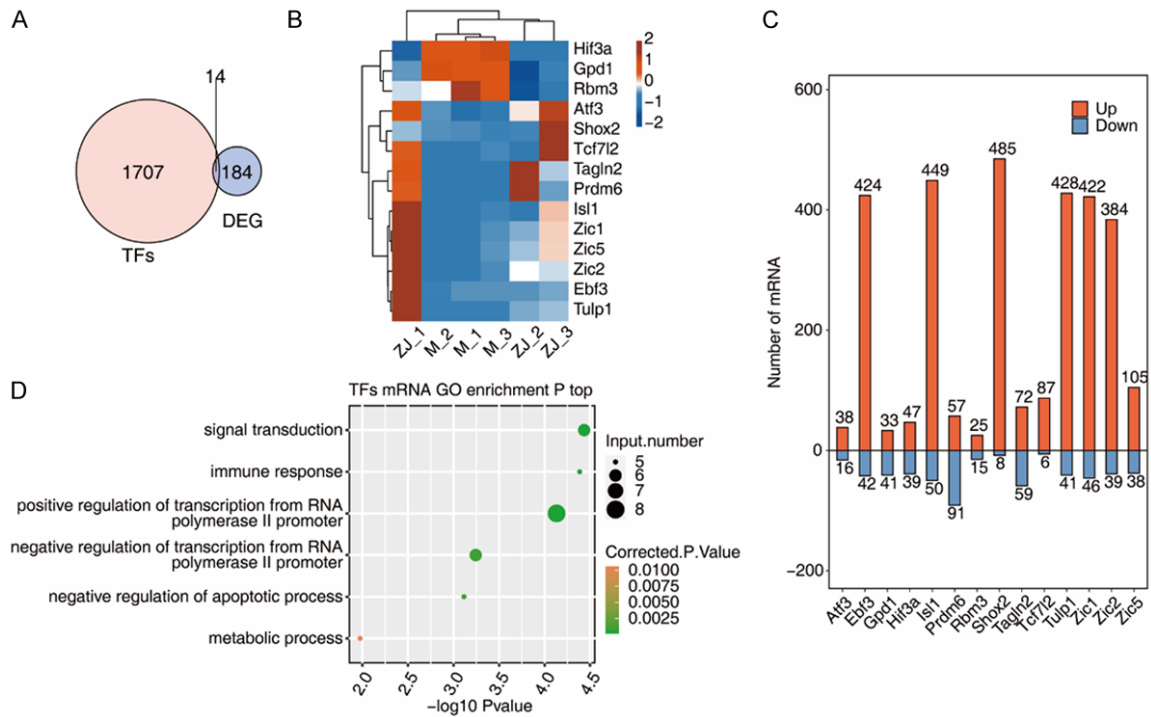 A
14
1707
184
DEG
TFs
B
Hif3a
Gpd1
Rbm3
Atf3
Shox2
Tcf7l2
Tagln2
Prdm6
Isl1
Zic1
Zic5
Zic2
Ebf3
Tulp1
ZJ_1
M_2
M_1
M_3
ZJ_2
ZJ_3
2
1
0
−1
−2
C
Number of mRNA
600
400
200
0
−200
Up
Down
38
424
33
47
449
57
25
485
72
87
428
422
384
105
16
42
41
39
50
91
15
8
59
6
41
46
39
38
Atf3
Ebf3
Gpd1
Hif3a
Isl1
Prdm6
Rbm3
Shox2
Tagln2
Tcf7l2
Tulp1
Zic1
Zic2
Zic5
D
TFs mRNA GO enrichment P top
signal transduction
immune response
positive regulation of transcription from RNA
polymerase II promoter
negative regulation of transcription from RNA
polymerase II promoter
negative regulation of apoptotic process
metabolic process
2.0
2.5
3.0
3.5
4.0
4.5
−log10 Pvalue
Input.number
5
6
7
8
Corrected.P.Value
0.0100
0.0075
0.0050
0.0025